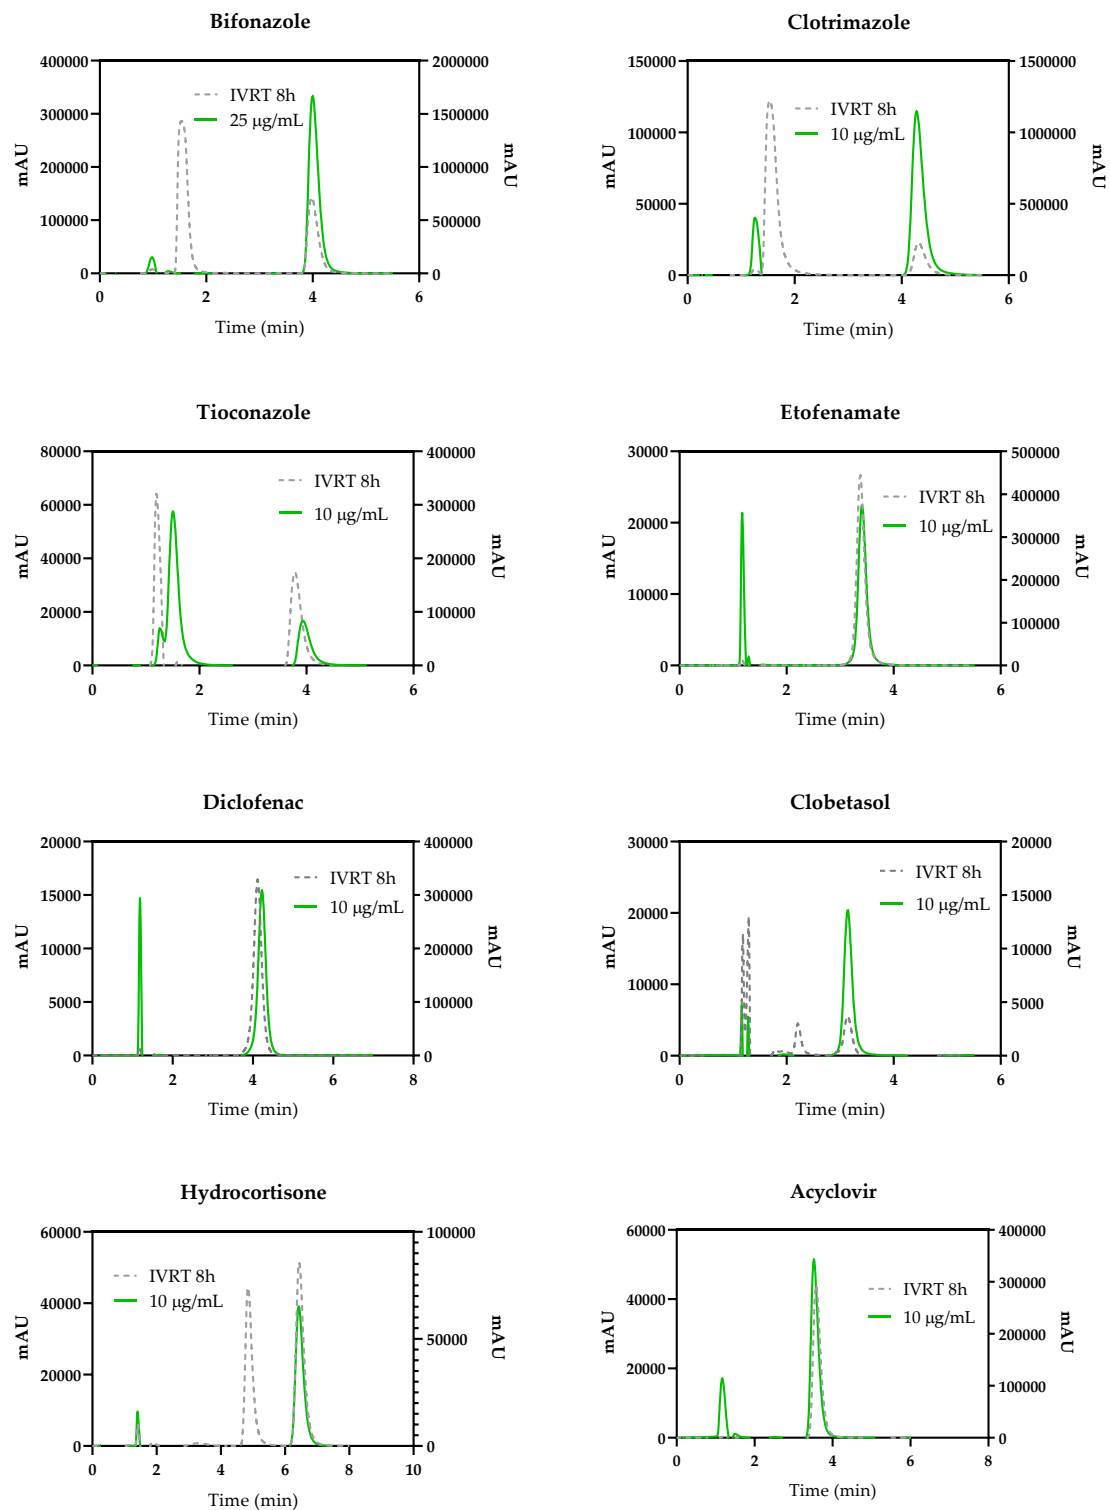 Bifonazole
400000
300000
200000
100000
0
mAU
2000000
1500000
1000000
500000
0
mAU
IVRT 8h
25 µg/mL
0 2 4 6
Time (min)
Clotrimazole
150000
100000
50000
0
mAU
1500000
1000000
500000
0
mAU
IVRT 8h
10 µg/mL
0 2 4 6
Time (min)
Tioconazole
80000
60000
40000
20000
0
mAU
400000
300000
200000
100000
0
mAU
IVRT 8h
10 µg/mL
0 2 4 6
Time (min)
Etofenamate
30000
20000
10000
0
mAU
500000
400000
300000
200000
100000
0
mAU
IVRT 8h
10 µg/mL
0 2 4 6
Time (min)
Diclofenac
20000
15000
10000
5000
0
mAU
400000
300000
200000
100000
0
mAU
IVRT 8h
10 µg/mL
0 2 4 6 8
Time (min)
Clobetasol
30000
20000
10000
0
mAU
20000
15000
10000
5000
0
mAU
IVRT 8h
10 µg/mL
0 2 4 6
Time (min)
Hydrocortisone
60000
40000
20000
0
mAU
100000
50000
0
mAU
IVRT 8h
10 µg/mL
0 2 4 6 8 10
Time (min)
Acyclovir
60000
40000
20000
0
mAU
400000
300000
200000
100000
0
mAU
IVRT 8h
10 µg/mL
0 2 4 6 8
Time (min)